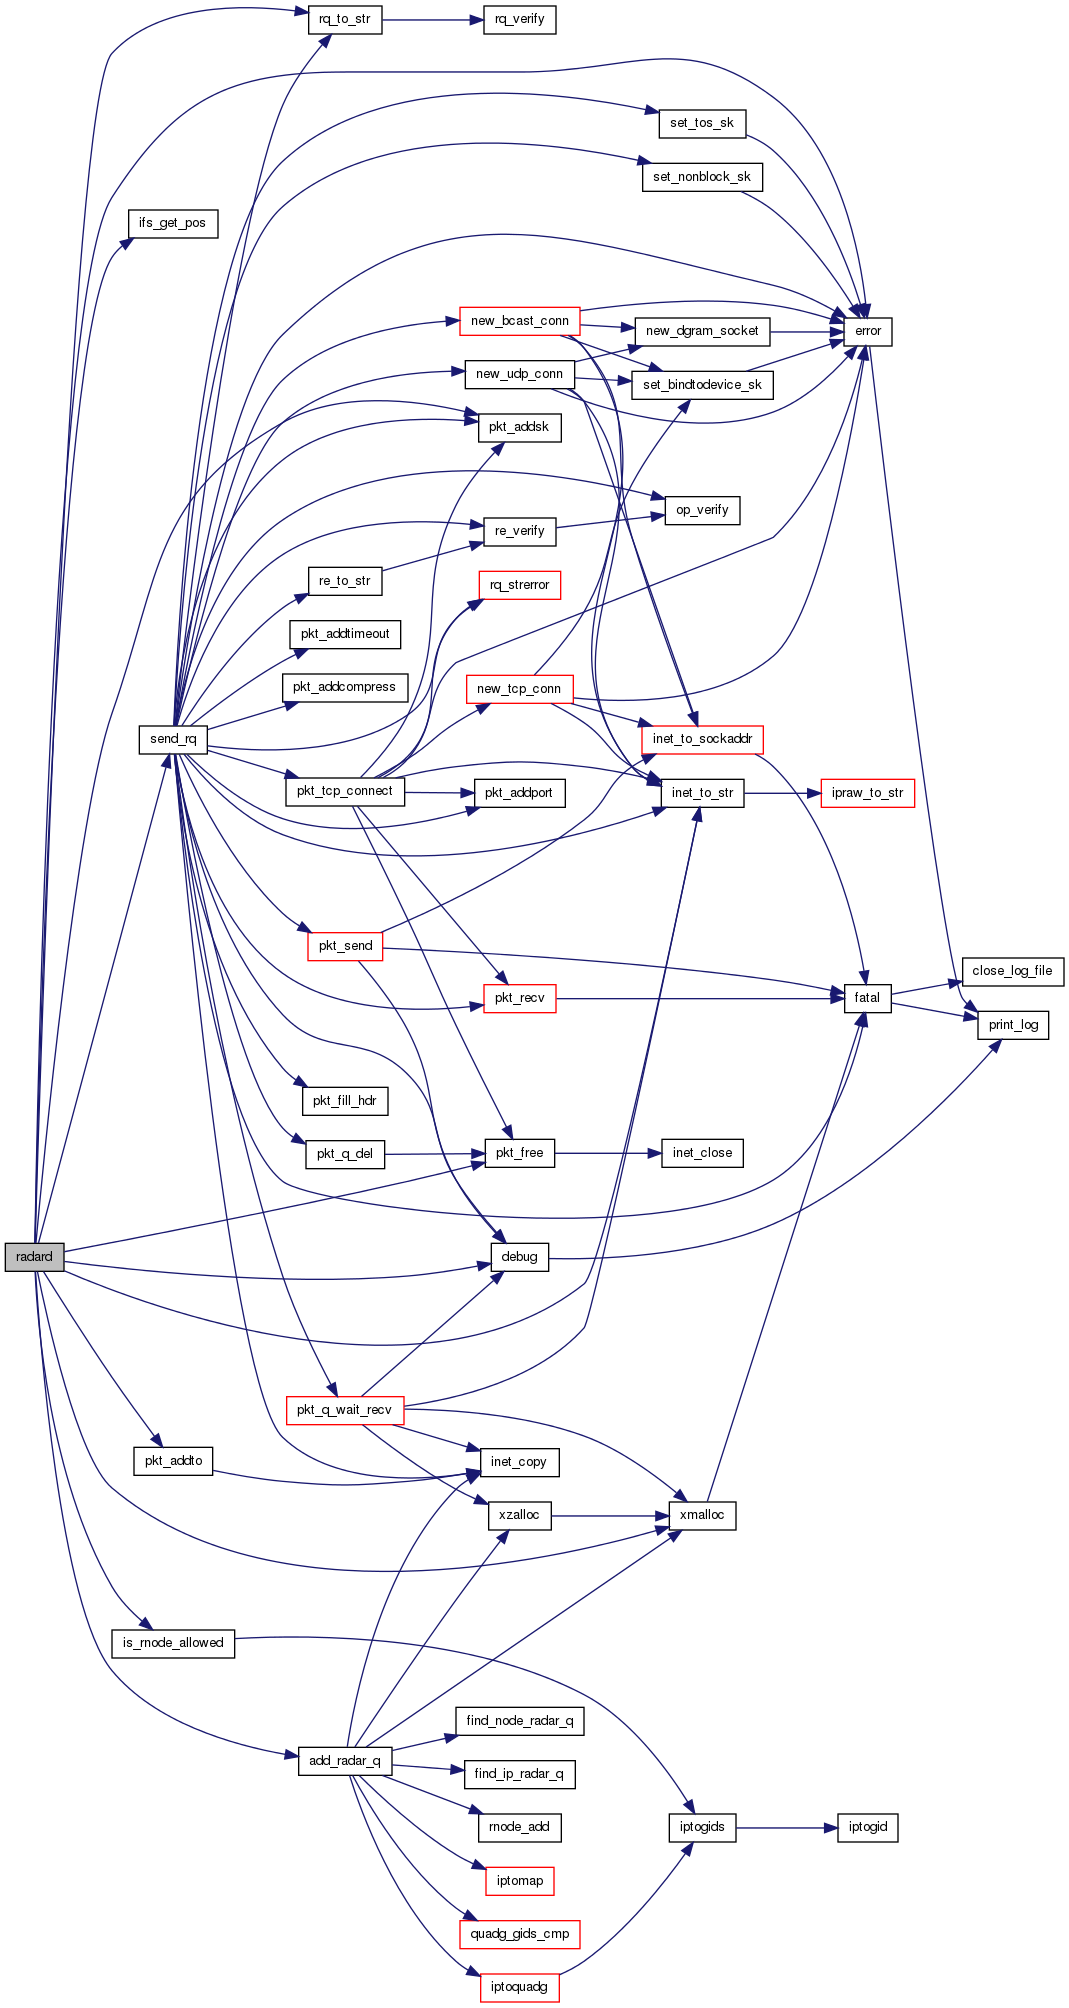 rq_to_str
rq_verify
set_tos_sk
set_nonblock_sk
ifs_get_pos
new_bcast_conn
new_dgram_socket
error
new_udp_conn
set_bindtodevice_sk
pkt_addsk
op_verify
re_verify
re_to_str
rq_strerror
pkt_addtimeout
pkt_addcompress
new_tcp_conn
send_rq
inet_to_sockaddr
pkt_tcp_connect
pkt_addport
inet_to_str
ipraw_to_str
pkt_send
close_log_file
pkt_recv
fatal
print_log
pkt_fill_hdr
pkt_q_del
pkt_free
inet_close
radard
debug
pkt_q_wait_recv
pkt_addto
inet_copy
xzalloc
xmalloc
is_rnode_allowed
find_node_radar_q
add_radar_q
find_ip_radar_q
rnode_add
iptogids
iptogid
iptomap
quadg_gids_cmp
iptoquadg